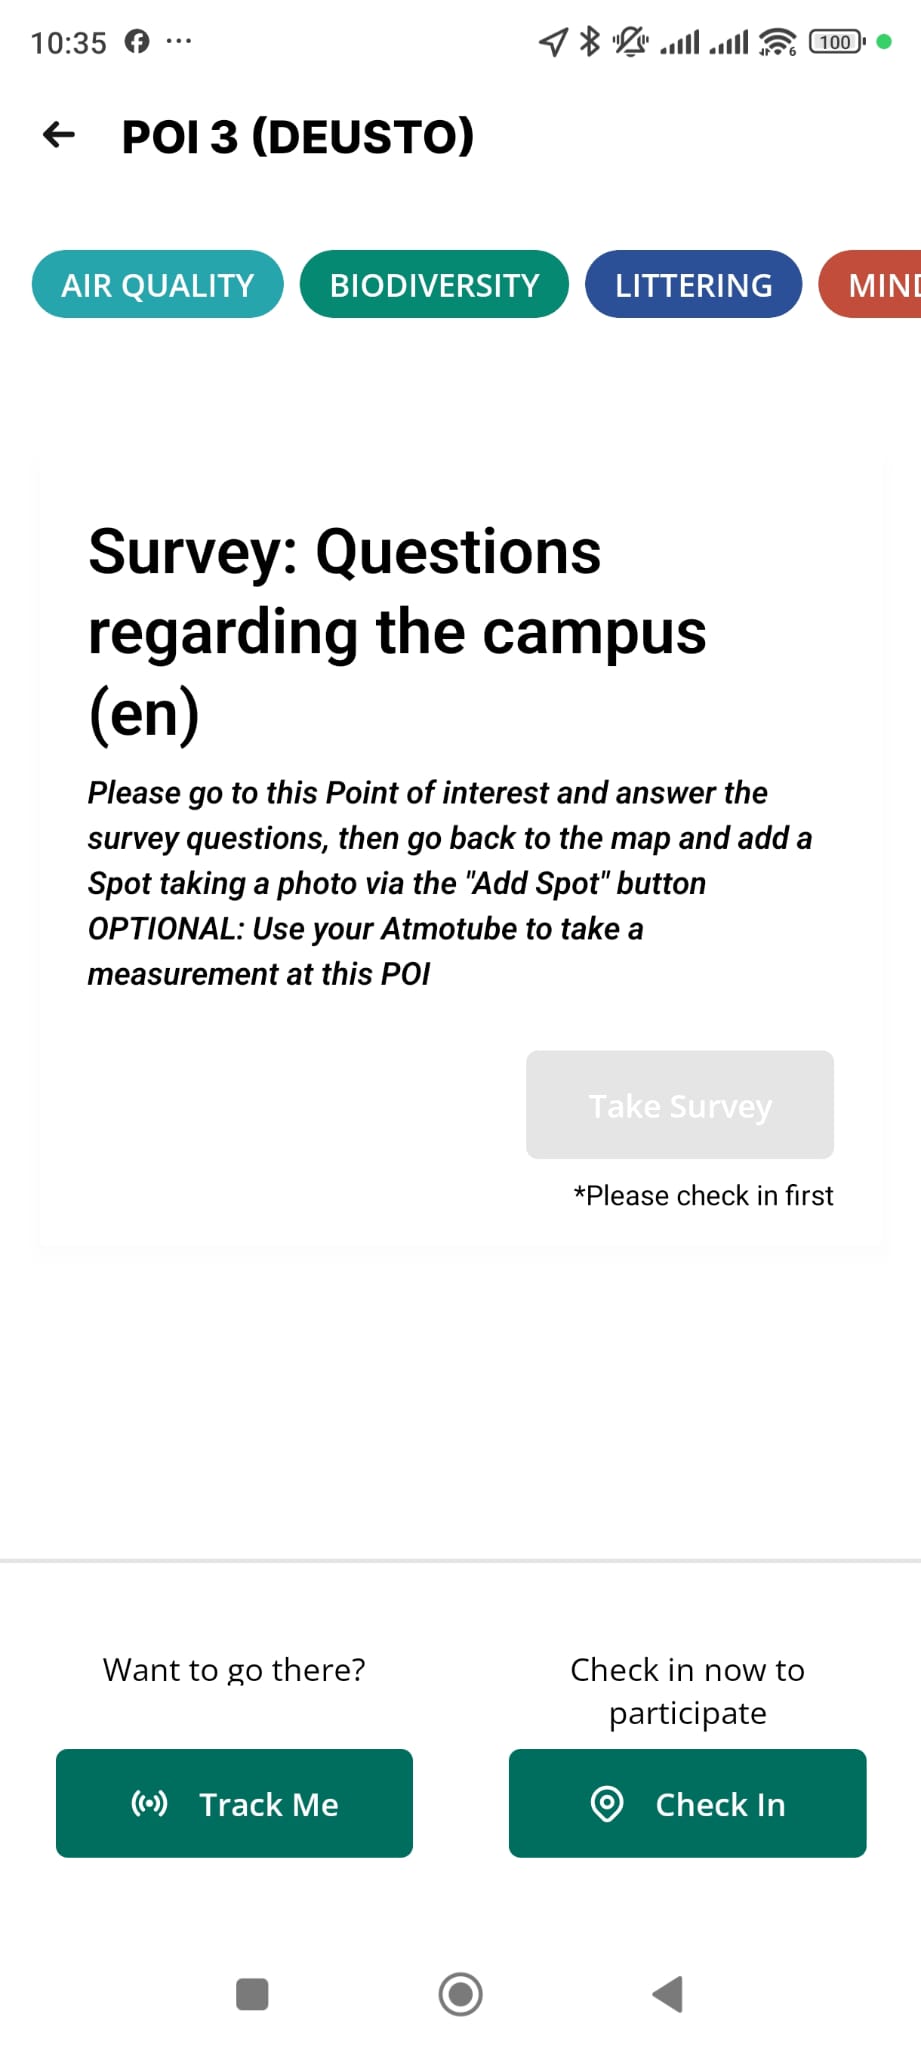 10:35
100
POI 3 (DEUSTO)
AIR QUALITY BIODIVERSITY LITTERING MIND
Survey: Questions
regarding the campus
(en)
Please go to this Point of interest and answer the
survey questions, then go back to the map and add a
Spot taking a photo via the "Add Spot" button
OPTIONAL: Use your Atmotube to take a
measurement at this POI
Take Survey
*Please check in first
Want to go there?
Check in now to
participate
Track Me
Check In